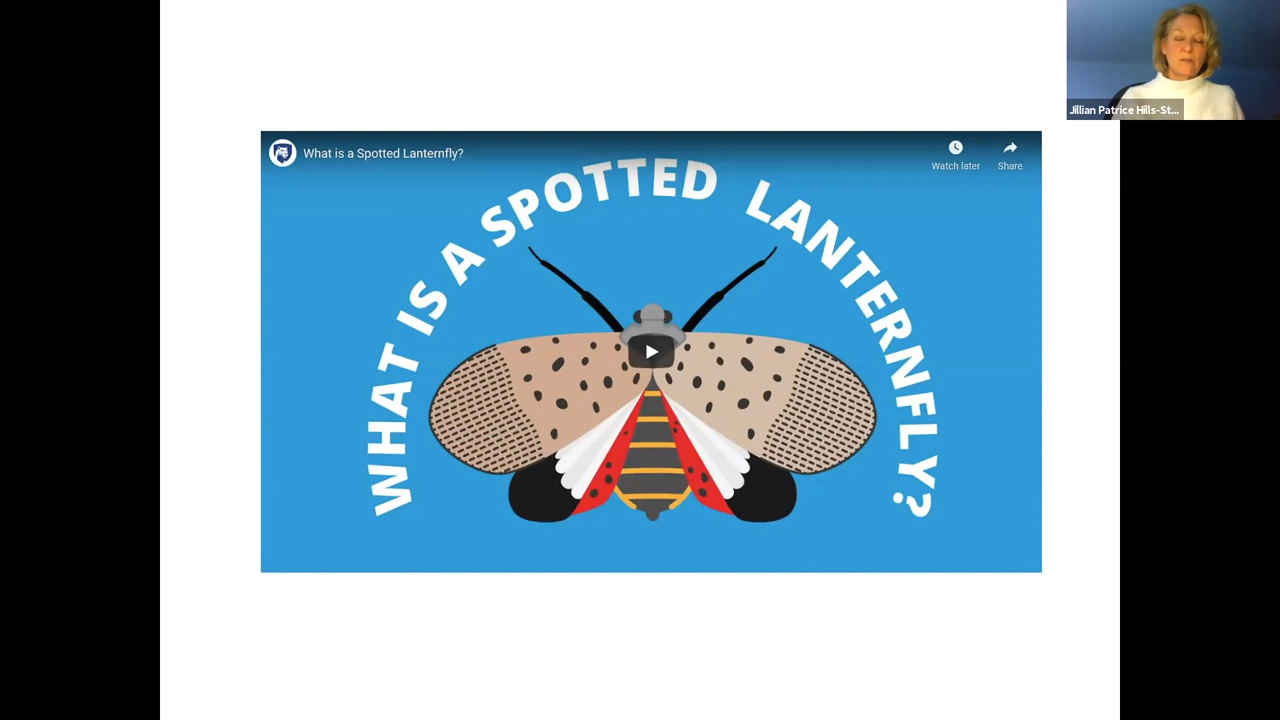 Jillian Patrice Hills-St...
What is a Spotted Lanternfly?
Watch later
Share
WHAT IS A SPOTTED LANTERNFLY?